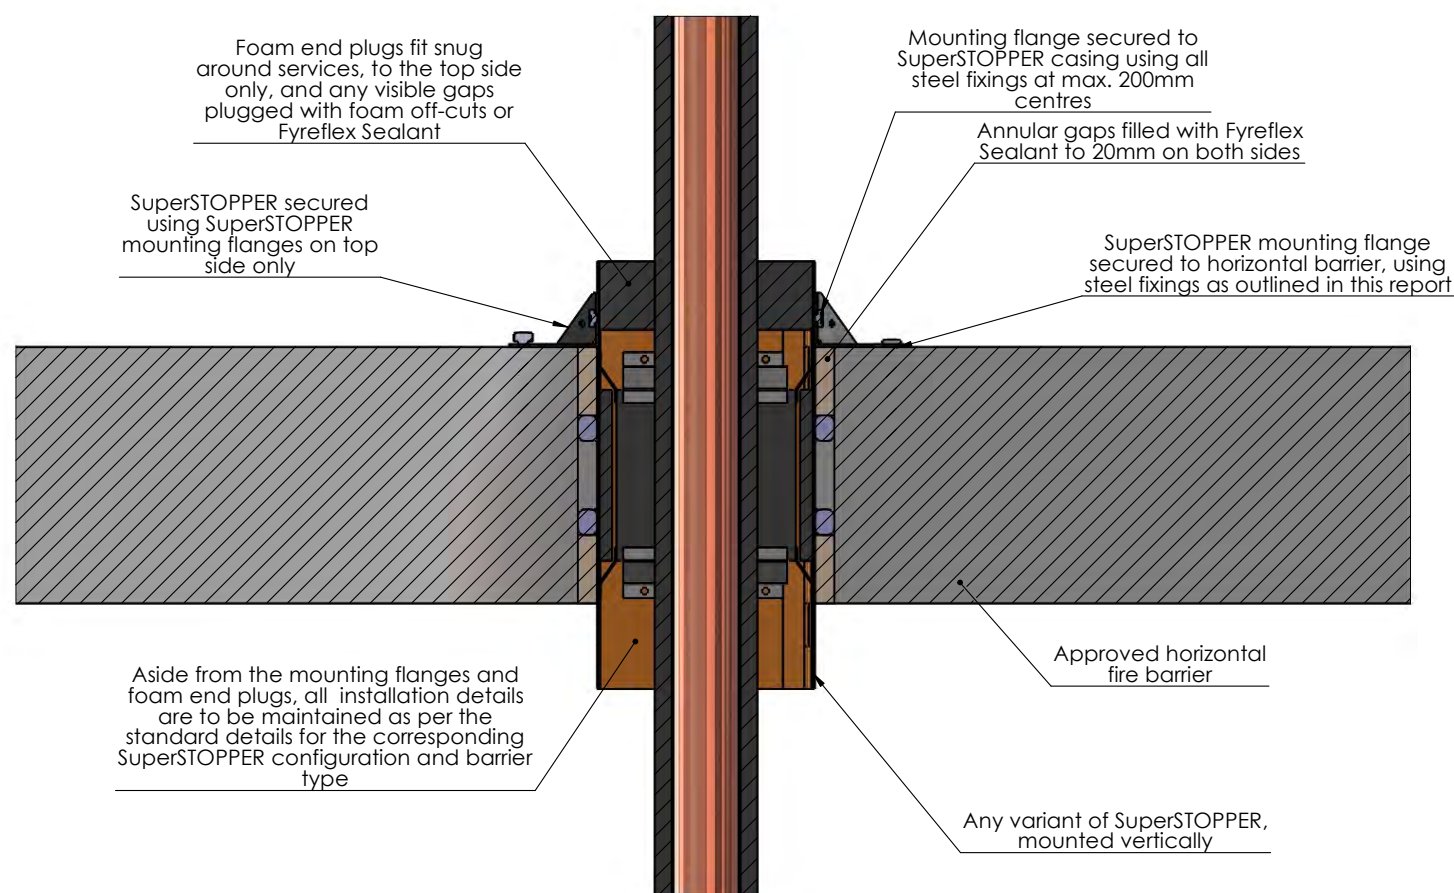 Foam end plugs fit snug
around services, to the top side
only, and any visible gaps
plugged with foam off-cuts or
Fyreflex Sealant
Mounting flange secured to
SuperSTOPPER casing using all
steel fixings at max. 200mm
centres
Annular gaps filled with Fyreflex
Sealant to 20mm on both sides
SuperSTOPPER secured
using SuperSTOPPER
mounting flanges on top
side only
SuperSTOPPER mounting flange
secured to horizontal barrier, using
steel fixings as outlined in this report
Aside from the mounting flanges and
foam end plugs, all installation details
are to be maintained as per the
standard details for the corresponding
SuperSTOPPER configuration and barrier
type
Approved horizontal
fire barrier
Any variant of SuperSTOPPER,
mounted vertically